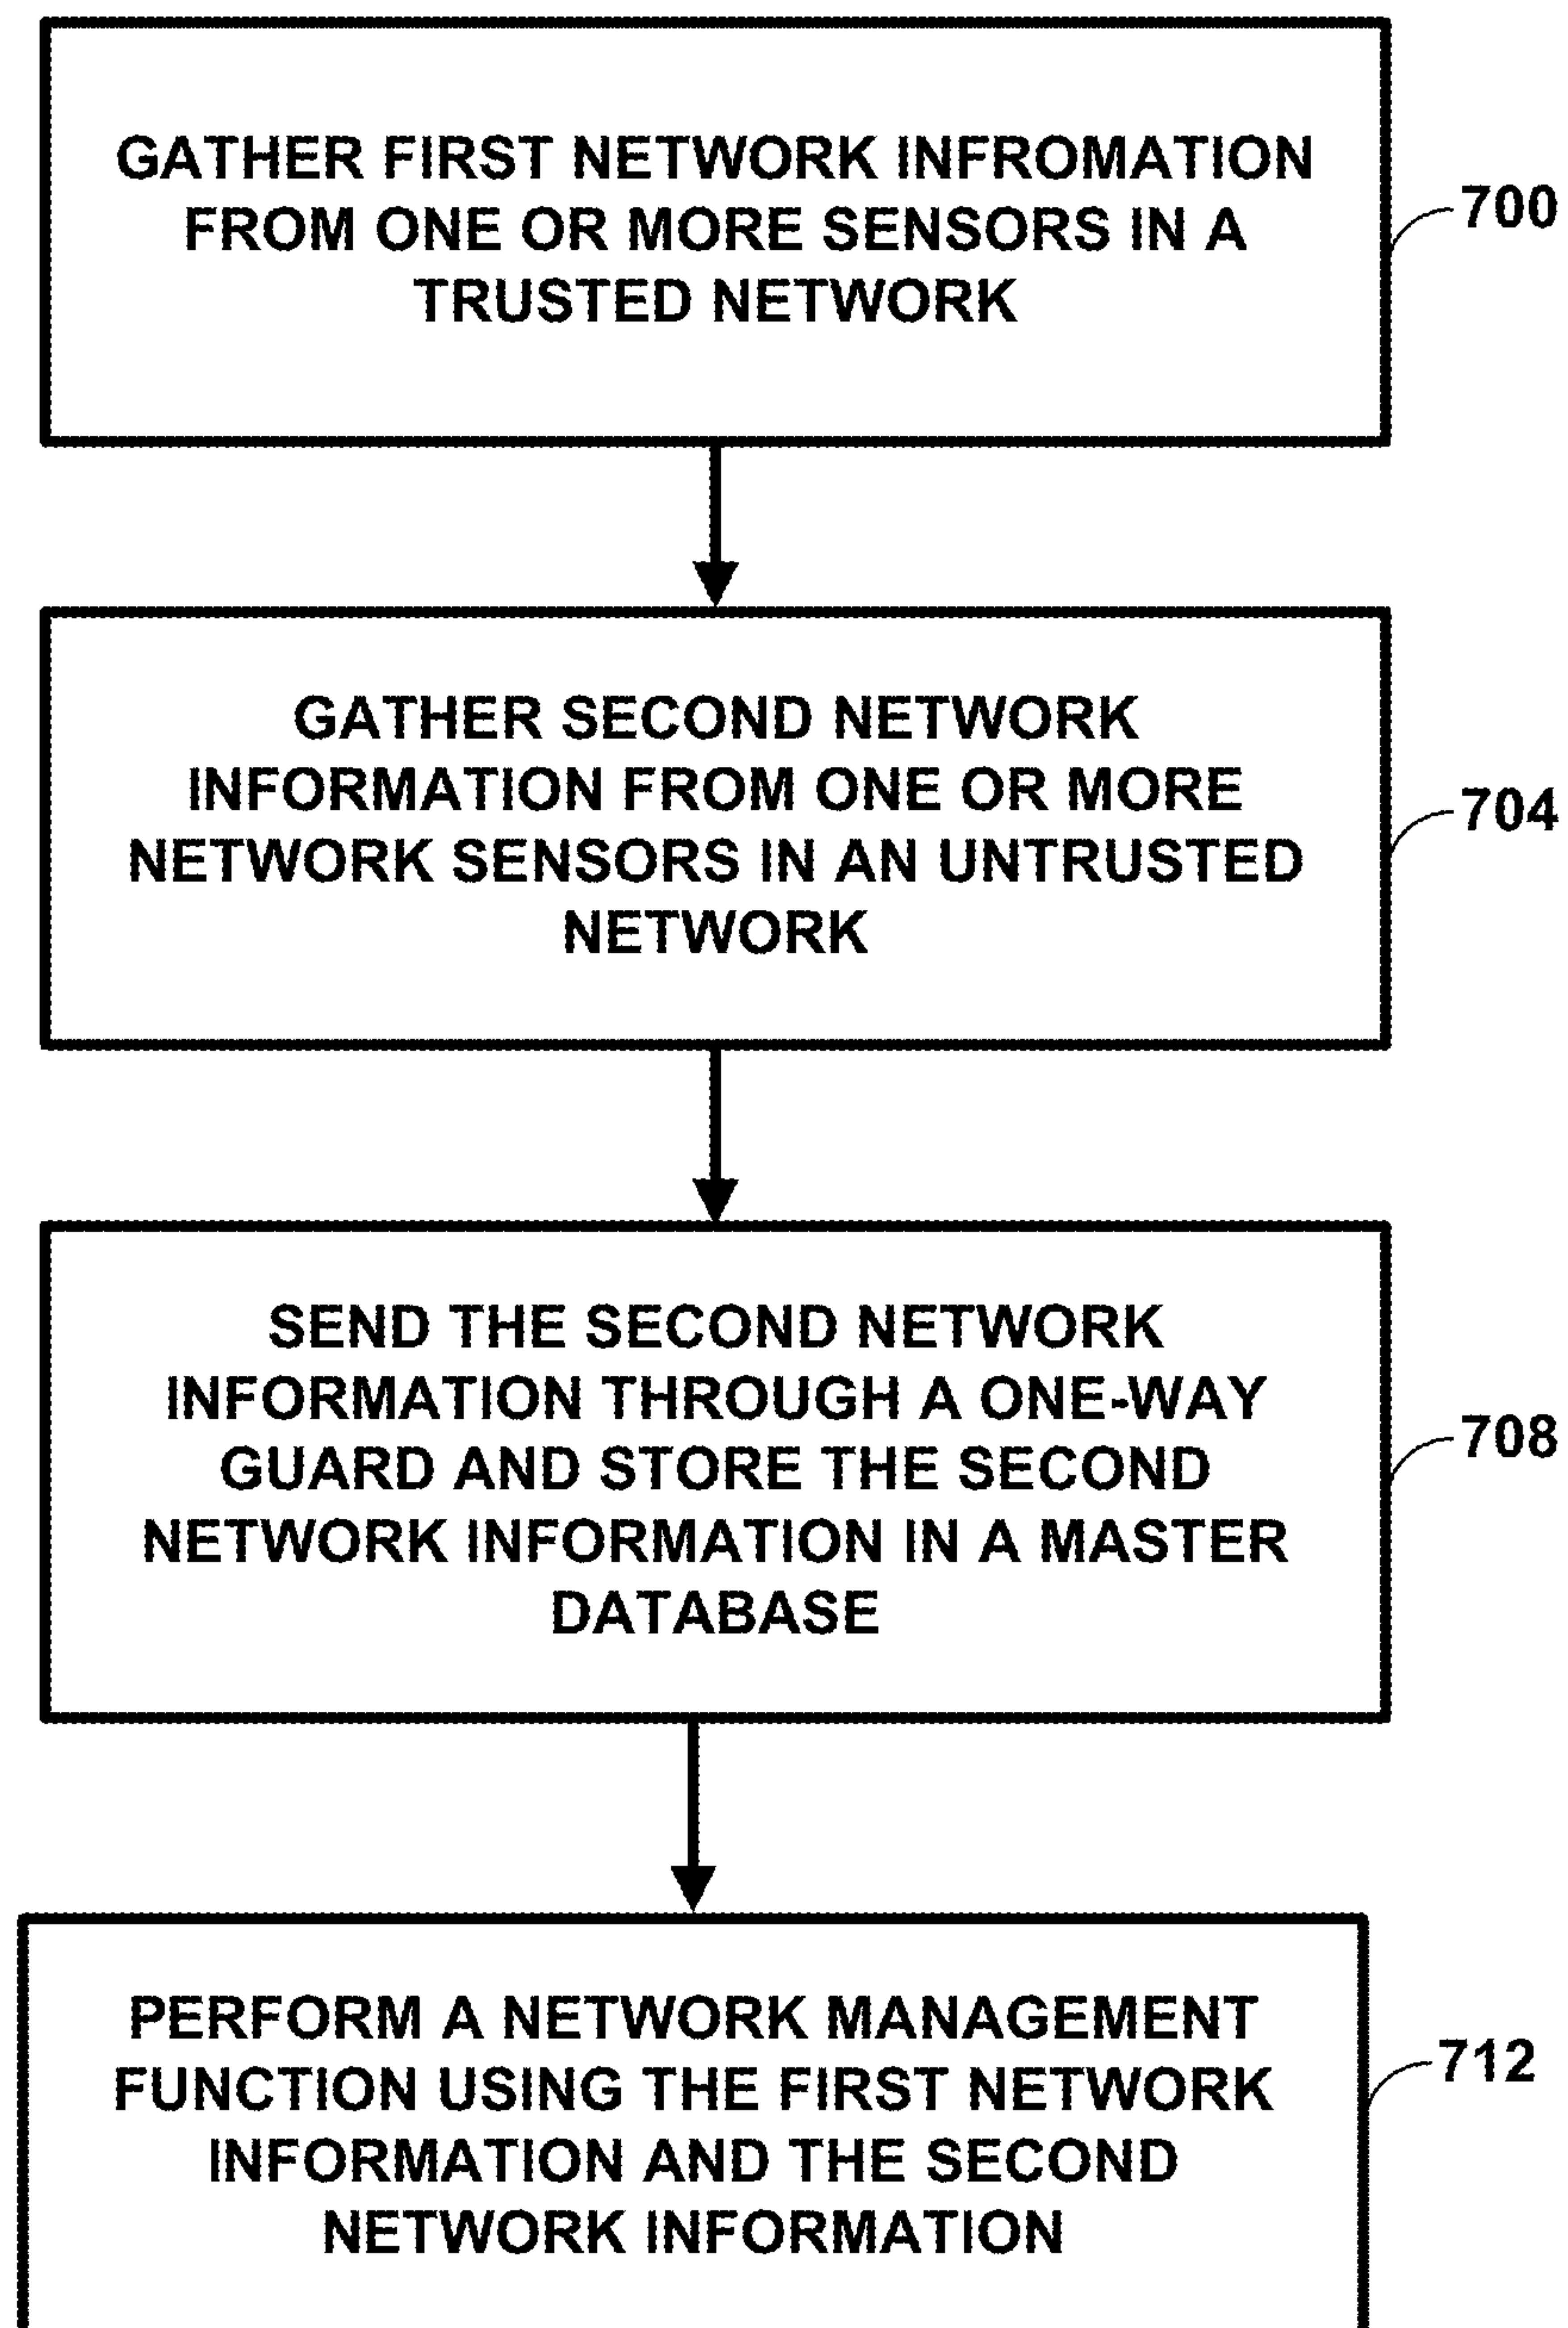 GATHER FIRST NETWORK INFROMATION
FROM ONE OR MORE SENSORS IN A
TRUSTED NETWORK
700
GATHER SECOND NETWORK
INFORMATION FROM ONE OR MORE
NETWORK SENSORS IN AN UNTRUSTED
NETWORK
704
SEND THE SECOND NETWORK
INFORMATION THROUGH A ONE-WAY
GUARD AND STORE THE SECOND
NETWORK INFORMATION IN A MASTER
DATABASE
708
PERFORM A NETWORK MANAGEMENT
FUNCTION USING THE FIRST NETWORK
INFORMATION AND THE SECOND
NETWORK INFORMATION
712